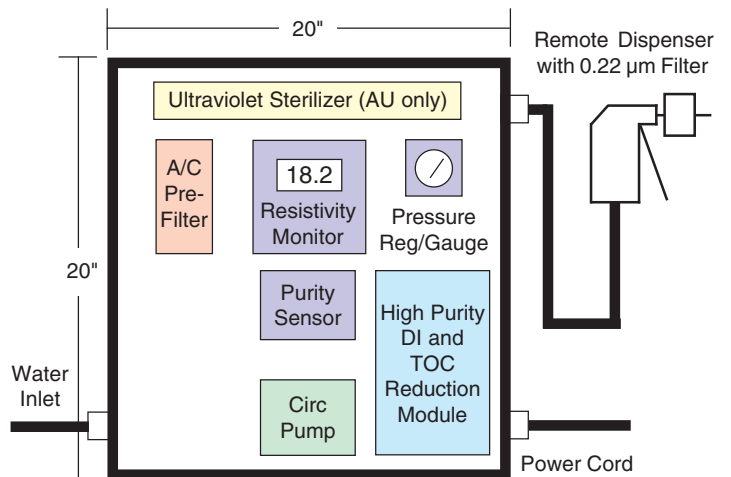 20"
Remote Dispenser
with 0.22 µm Filter
Ultraviolet Sterilizer (AU only)
A/C
Pre-
Filter
18.2
Resistivity
Monitor
Pressure
Reg/Gauge
20"
Purity
Sensor
High Purity
DI and
TOC
Reduction
Module
Water
Inlet
Circ
Pump
Power Cord